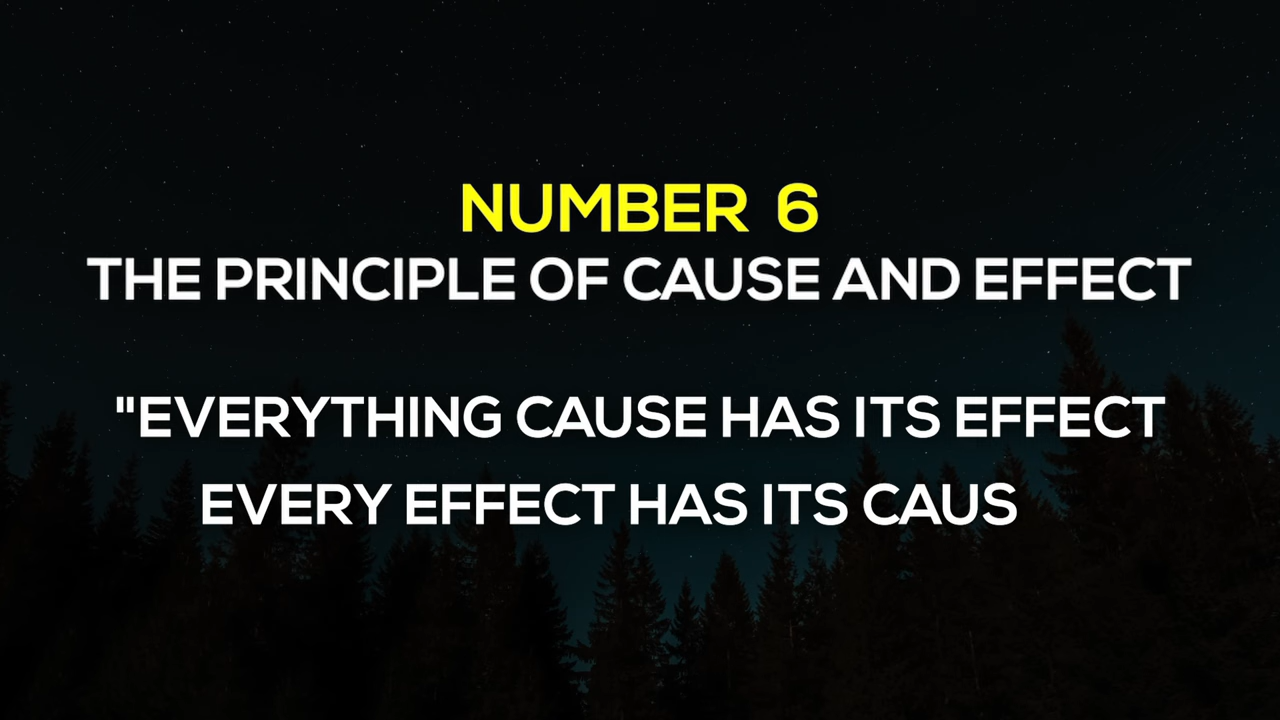 NUMBER 6
THE PRINCIPLE OF CAUSE AND EFFECT
"EVERYTHING CAUSE HAS ITS EFFECT
EVERY EFFECT HAS ITS CAUS